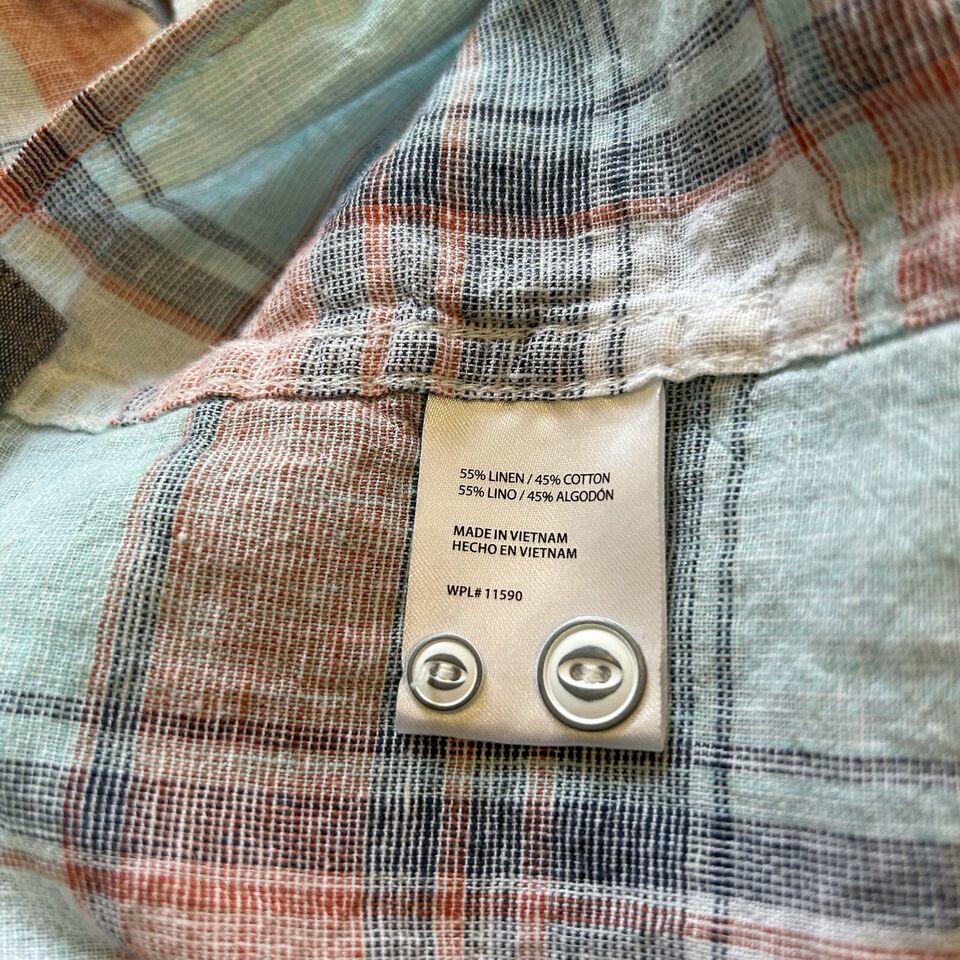 55% LINEN / 45% COTTON
55% LINO / 45% ALGODÓN
MADE IN VIETNAM
HECHO EN VIETNAM
WPL# 11590